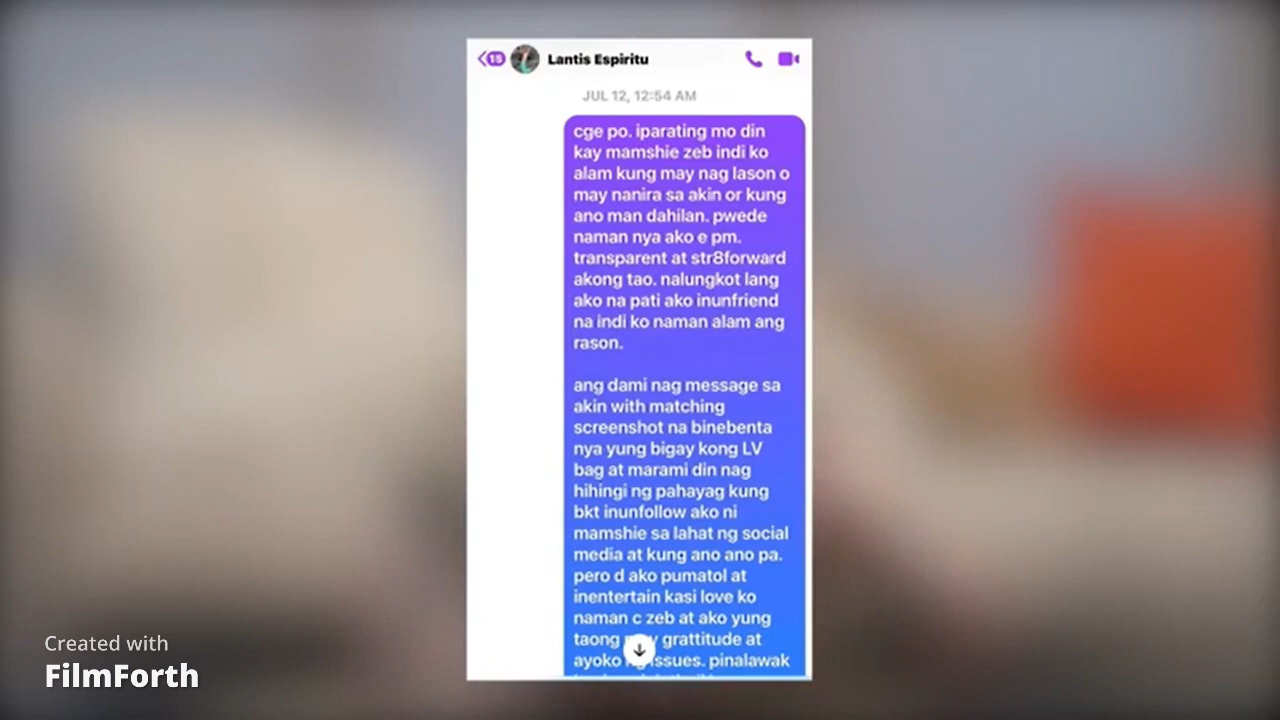 15
Lantis Espiritu
JUL 12, 12:54 AM
cge po. iparating mo din
kay mamshie zeb indi ko
alam kung may nag lason o
may nanira sa akin or kung
ano man dahilan. pwede
naman nya ako e pm.
transparent at str8forward
akong tao. nalungkot lang
ako na pati ako inunfriend
na indi ko naman alam ang
rason.
ang dami nag message sa
akin with matching
screenshot na binebenta
nya yung bigay kong LV
bag at marami din nag
hihingi ng pahayag kung
bkt inunfollow ako ni
mamshie sa lahat ng social
media at kung ano ano pa.
pero d ako pumatol at
inentertain kasi love ko
naman c zeb at ako yung
taong grattitude at
ayoko ng issues. pinalawak
Created with
FilmForth